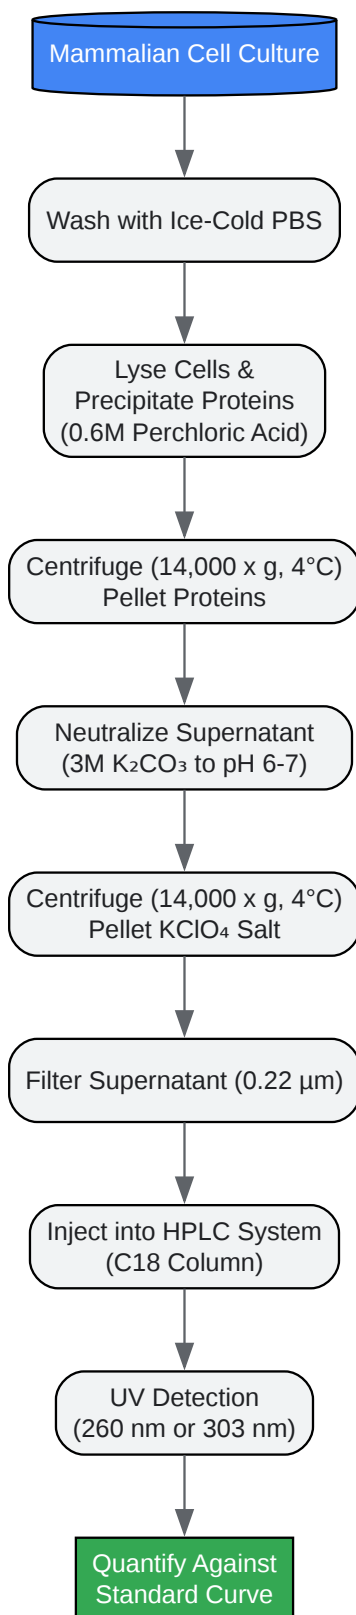 Mammalian Cell Culture
Wash with Ice-Cold PBS
Lyse Cells &
Precipitate Proteins
(0.6M Perchloric Acid)
Centrifuge (14,000 x g, 4°C)
Pellet Proteins
Neutralize Supernatant
(3M K₂CO₃ to pH 6-7)
Centrifuge (14,000 x g, 4°C)
Pellet KClO₄ Salt
Filter Supernatant (0.22 µm)
Inject into HPLC System
(C18 Column)
UV Detection
(260 nm or 303 nm)
Quantify Against
Standard Curve